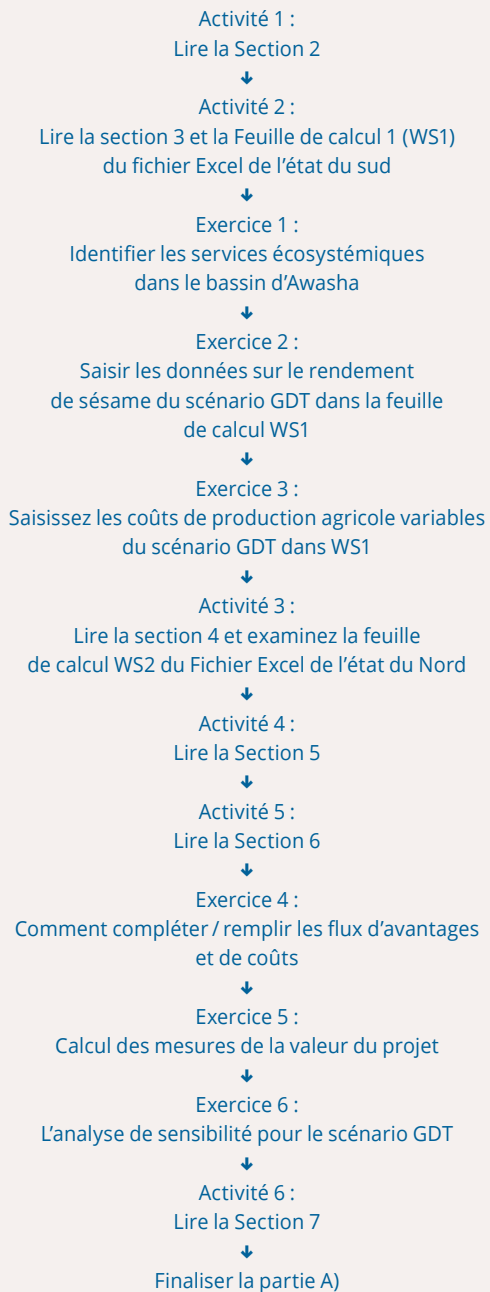 Activité 1 :
Lire la Section 2
↓
Activité 2 :
Lire la section 3 et la Feuille de calcul 1 (WS1)
du fichier Excel de l'état du sud
↓
Exercice 1 :
Identifier les services écosystémiques
dans le bassin d'Awasha
↓
Exercice 2 :
Saisir les données sur le rendement
de sésame du scénario GDT dans la feuille
de calcul WS1
↓
Exercice 3 :
Saisissez les coûts de production agricole variables
du scénario GDT dans WS1
↓
Activité 3 :
Lire la section 4 et examinez la feuille
de calcul WS2 du Fichier Excel de l'état du Nord
↓
Activité 4 :
Lire la Section 5
↓
Activité 5 :
Lire la Section 6
↓
Exercice 4 :
Comment compléter / remplir les flux d'avantages
et de coûts
↓
Exercice 5 :
Calcul des mesures de la valeur du projet
↓
Exercice 6 :
L'analyse de sensibilité pour le scénario GDT
↓
Activité 6 :
Lire la Section 7
↓
Finaliser la partie A)